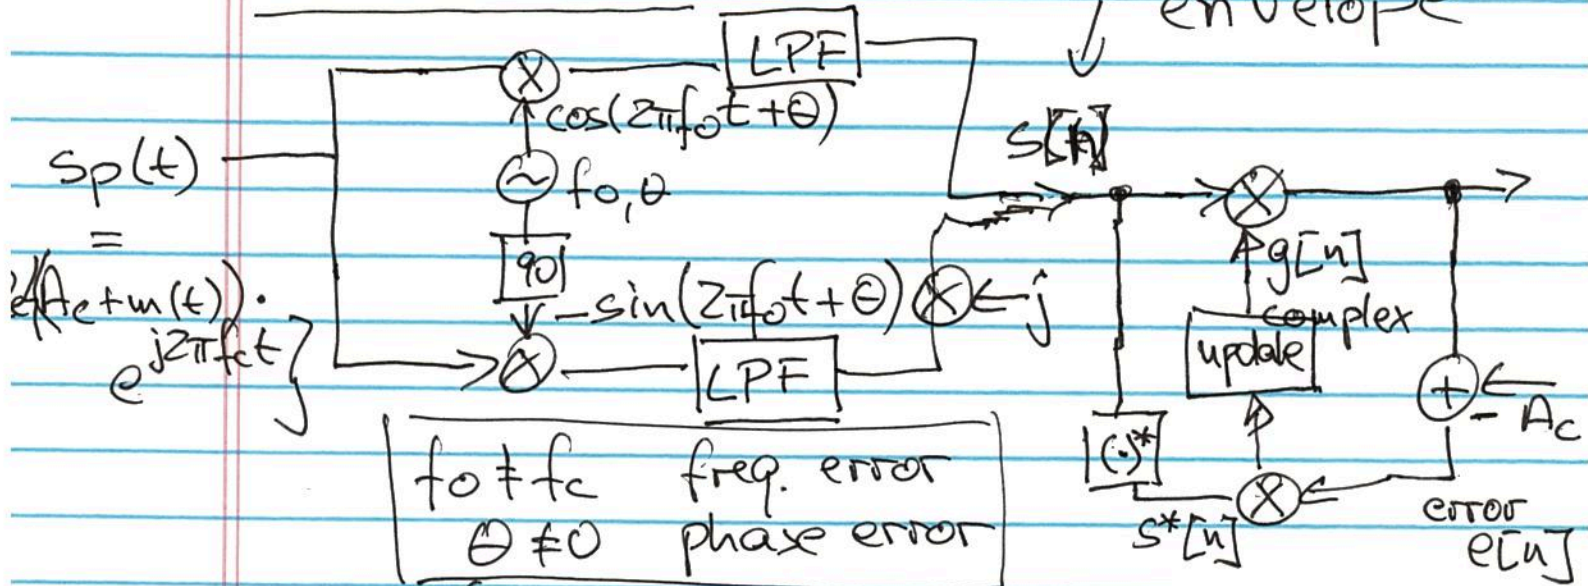 envelope
LPF
cos(2πf₀t+θ)
s[n]
sp(t)
=
(Ac+m(t))·
e^{j2πfct}}
f₀,θ
90
-sin(2πf₀t+θ)
j
LPF
g[n]
complex
update
+
-
Ac
(·)*
s*[n]
error
e[n]
f₀≠fc freq. error
θ≠0 phase error